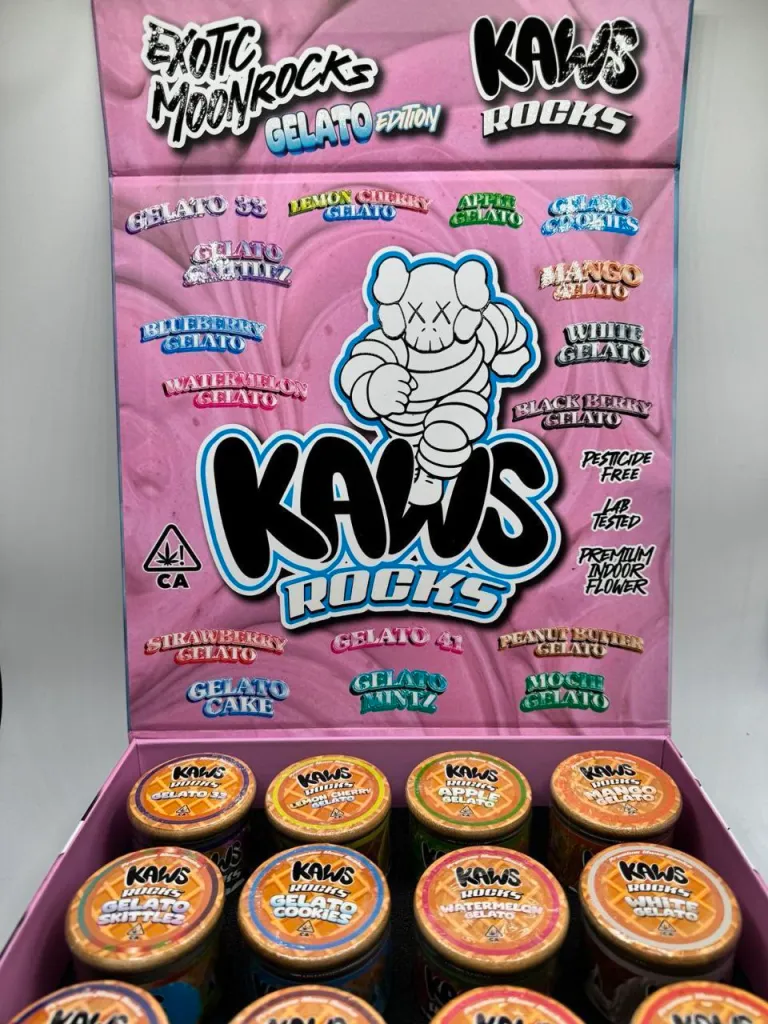 EXOTIC
MOONROCKS
GELATO EDITION
KAWS
ROCKS
GELATO 33
LEMON CHERRY
GELATO
APPLE
GELATO
GELATO
COOKIES
GELATO
SKITTLEZ
MANGO
GELATO
BLUEBERRY
GELATO
WHITE
GELATO
WATERMELON
GELATO
BLACK BERRY
GELATO
PESTICIDE
FREE
LAB
TESTED
PREMIUM
INDOOR
FLOWER
CA
KAWS
ROCKS
STRAWBERRY
GELATO
GELATO 41
PEANUT BUTTER
GELATO
GELATO
CAKE
GELATO
MINTZ
MOCHI
GELATO
KAWS
ROCKS
GELATO 33
KAWS
ROCKS
LEMON CHERRY
GELATO
KAWS
ROCKS
APPLE
GELATO
KAWS
ROCKS
MANGO
GELATO
KAWS
ROCKS
GELATO
SKITTLEZ
KAWS
ROCKS
GELATO
COOKIES
KAWS
ROCKS
WATERMELON
GELATO
KAWS
ROCKS
WHITE
GELATO
KAWS
KAWS
KAWS
KAWS